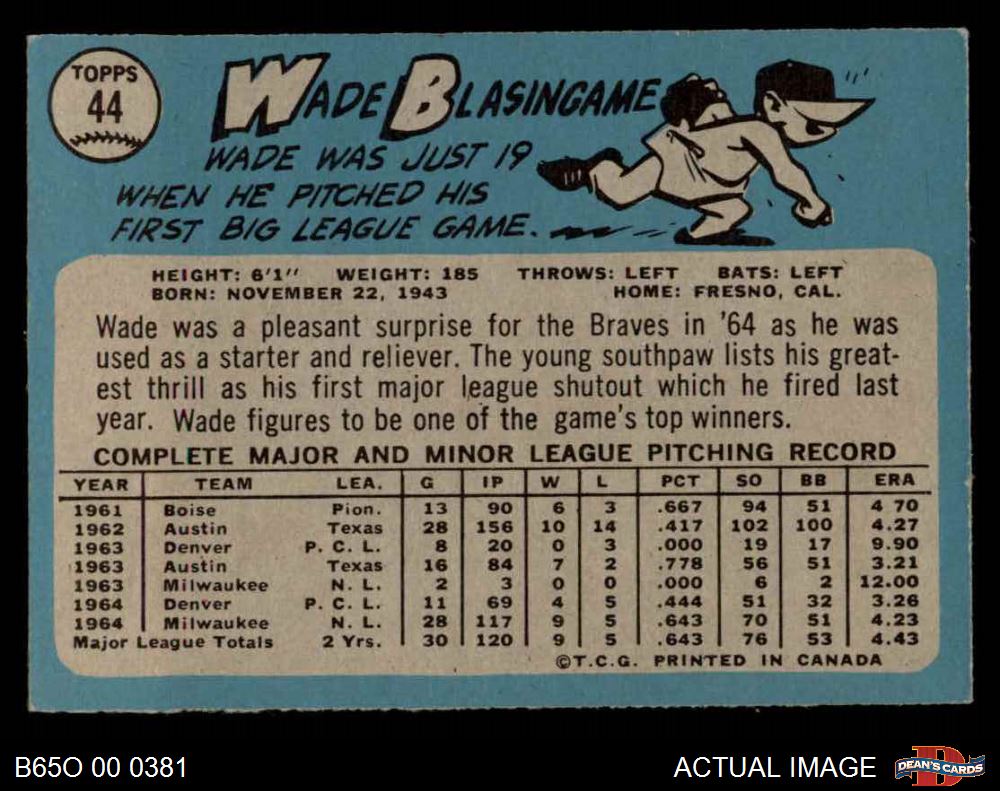 TOPPS
44
WADE BLASINGAME
WADE WAS JUST 19
WHEN HE PITCHED HIS
FIRST BIG LEAGUE GAME.
HEIGHT: 6'1" WEIGHT: 185 THROWS: LEFT BATS: LEFT
BORN: NOVEMBER 22, 1943 HOME: FRESNO, CAL.
Wade was a pleasant surprise for the Braves in '64 as he was
used as a starter and reliever. The young southpaw lists his great-
est thrill as his first major league shutout which he fired last
year. Wade figures to be one of the game's top winners.
COMPLETE MAJOR AND MINOR LEAGUE PITCHING RECORD
YEAR TEAM LEA. G IP W L PCT SO BB ERA
1961 Boise Pion. 13 90 6 3 .667 94 51 4 70
1962 Austin Texas 28 156 10 14 .417 102 100 4.27
1963 Denver P. C. L. 8 20 0 3 .000 19 17 9.90
1963 Austin Texas 16 84 7 2 .778 56 51 3.21
1963 Milwaukee N. L. 2 3 0 0 .000 6 2 12.00
1964 Denver P. C. L. 11 69 4 5 .444 51 32 3.26
1964 Milwaukee N. L. 28 117 9 5 .643 70 51 4.23
Major League Totals 2 Yrs. 30 120 9 5 .643 76 53 4.43
©T.C.G. PRINTED IN CANADA
B65O 00 0381 ACTUAL IMAGE D DEAN'S CARDS